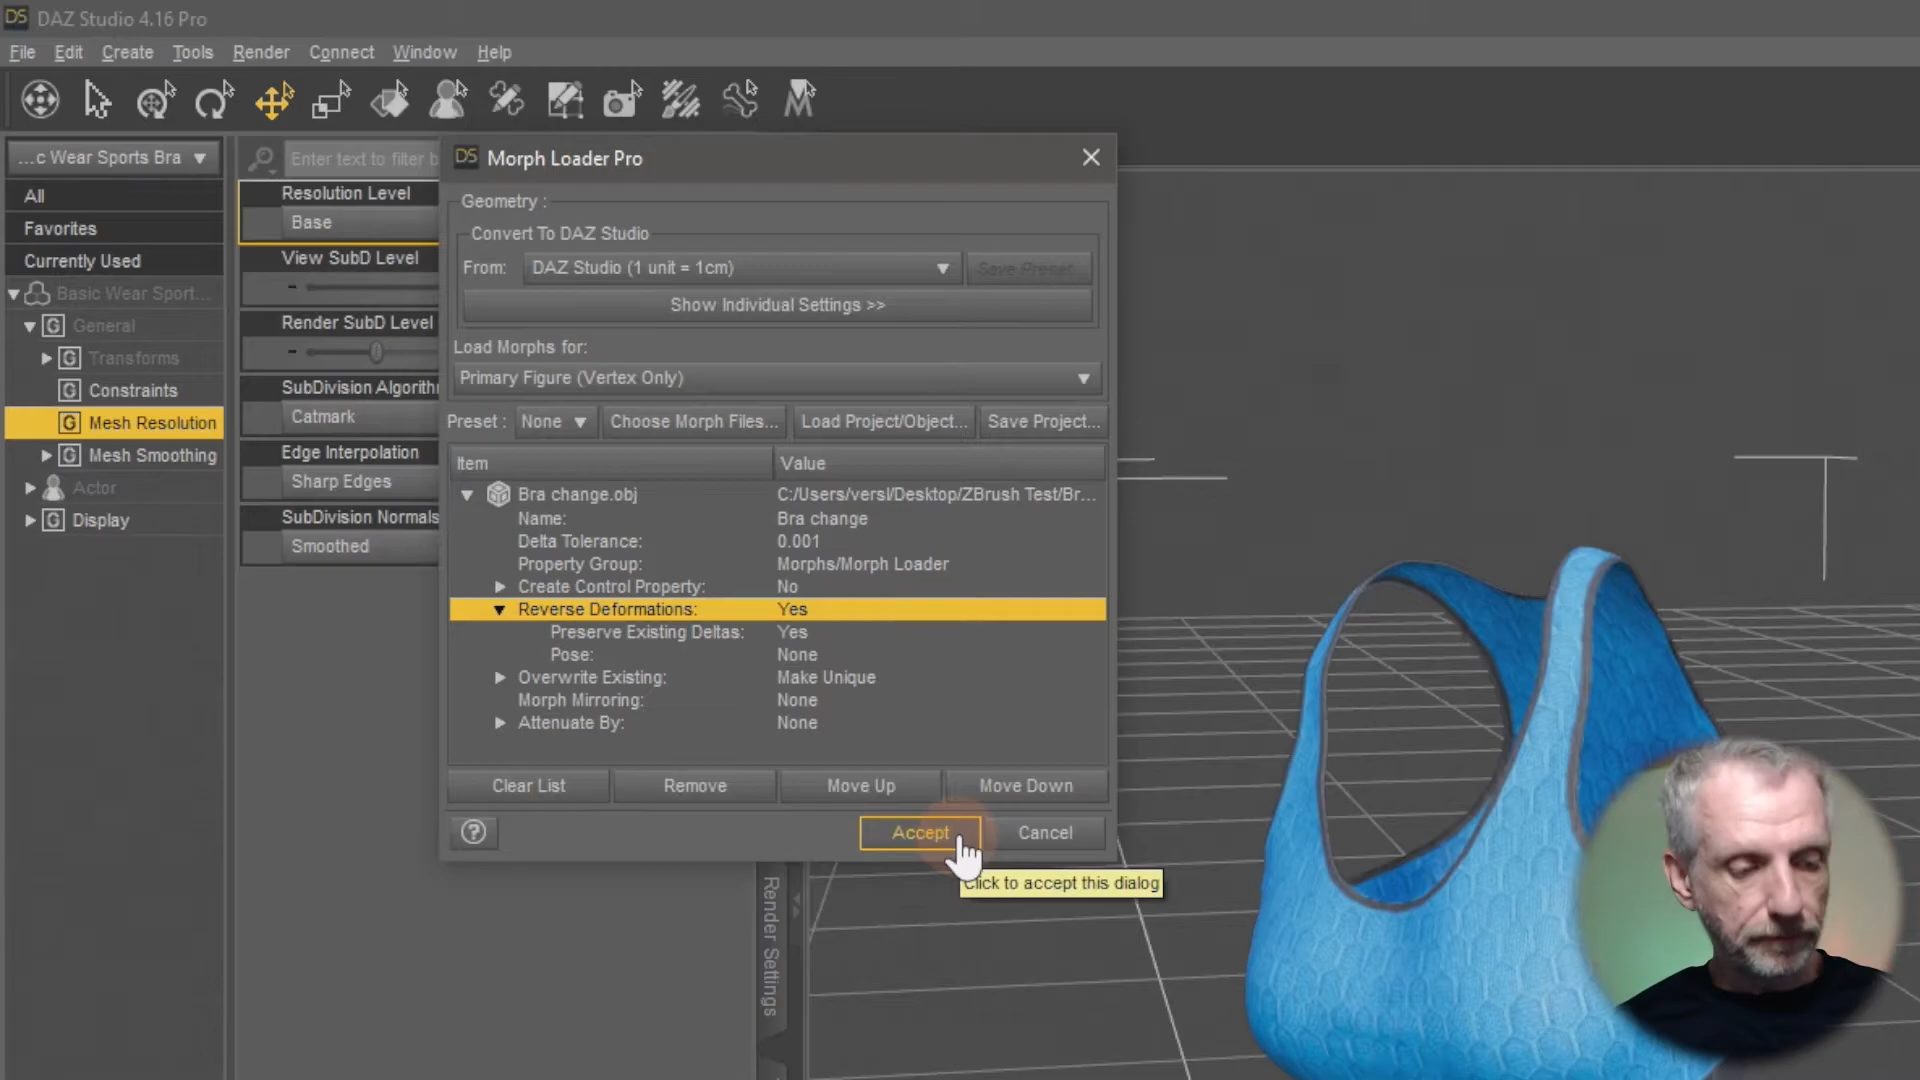 DS DAZ Studio 4.16 Pro
File Edit Create Tools Render Connect Window Help
...c Wear Sports Bra
All
Favorites
Currently Used
Basic Wear Sport...
General
Transforms
Constraints
Mesh Resolution
Mesh Smoothing
Actor
Display
Enter text to filter b
Resolution Level
Base
View SubD Level
Render SubD Level
SubDivision Algorith
Catmark
Edge Interpolation
Sharp Edges
SubDivision Normals
Smoothed
DS Morph Loader Pro
Geometry :
Convert To DAZ Studio
From: DAZ Studio (1 unit = 1cm) Save Preset...
Show Individual Settings >>
Load Morphs for:
Primary Figure (Vertex Only)
Preset : None Choose Morph Files... Load Project/Object... Save Project...
Item Value
Bra change.obj C:/Users/versl/Desktop/ZBrush Test/Br...
Name: Bra change
Delta Tolerance: 0.001
Property Group: Morphs/Morph Loader
Create Control Property: No
Reverse Deformations: Yes
Preserve Existing Deltas: Yes
Pose: None
Overwrite Existing: Make Unique
Morph Mirroring: None
Attenuate By: None
Clear List Remove Move Up Move Down
? Accept Cancel
Click to accept this dialog
Render Settings